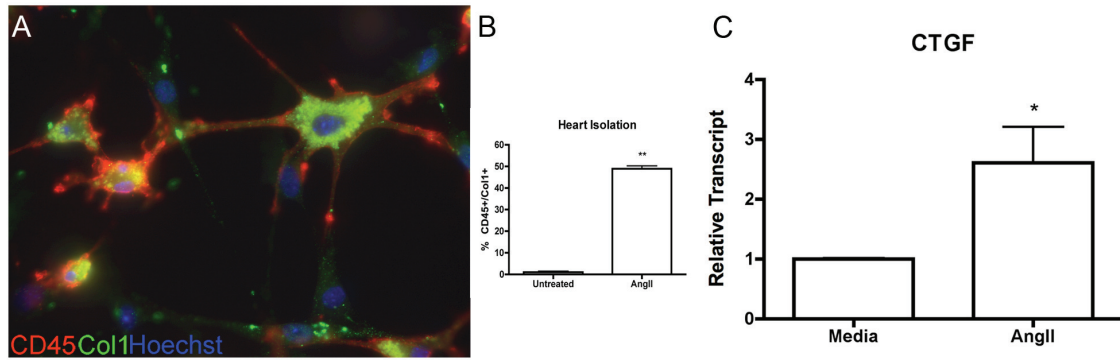 A
CD45Col1Hoechst
B
Heart Isolation
% CD45+/Col1+
60
50
40
30
20
10
0
**
Untreated
AngII
C
CTGF
Relative Transcript
4
3
2
1
0
*
Media
AngII